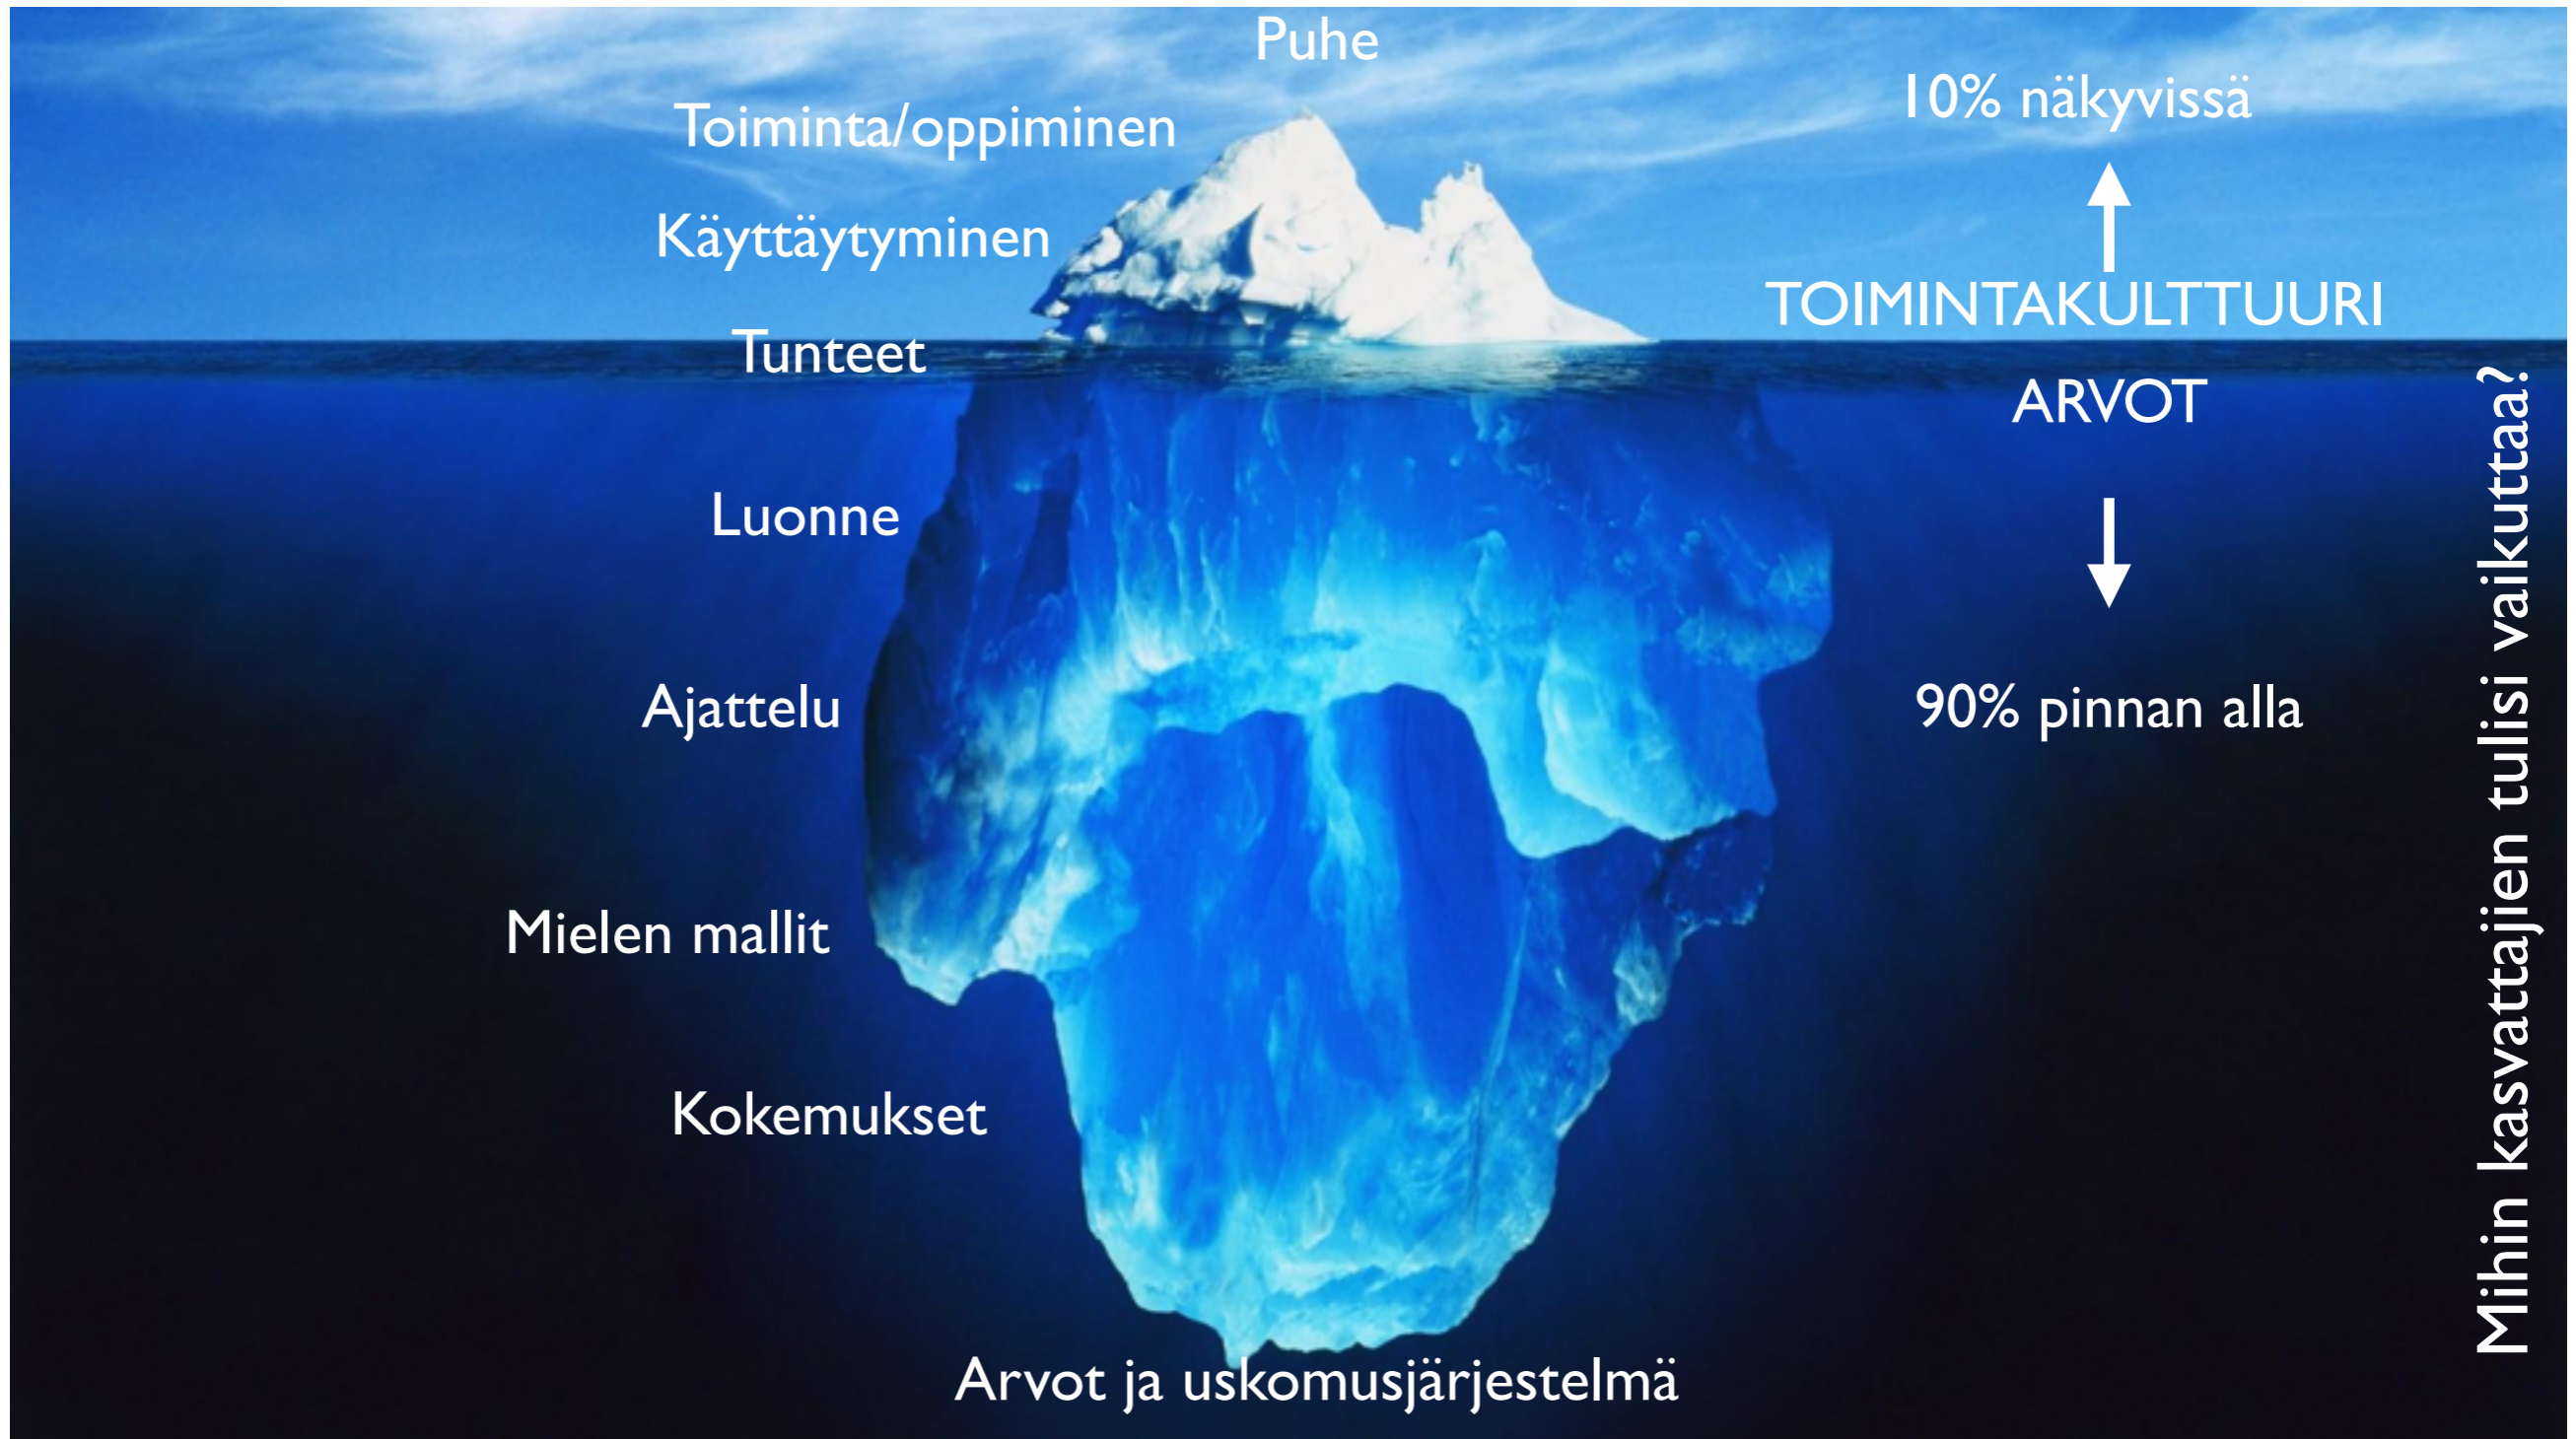 Puhe
10% näkyvissä
Toiminta/oppiminen
Käyttäytyminen
TOIMINTAKULTTUURI
Tunteet
ARVOT
Luonne
Ajattelu
90% pinnan alla
Mielen mallit
Kokemukset
Arvot ja uskomusjärjestelmä
Mihin kasvattajien tulisi vaikuttaa?